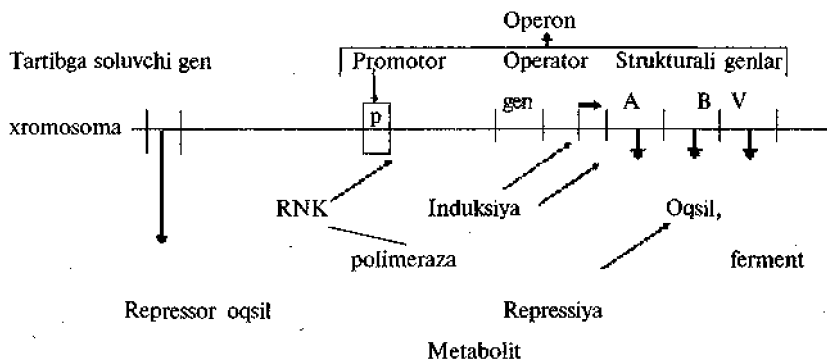 Operon
Tartibga soluvchi gen Promotor Operator Strukturali genlar
gen A B V
p
xromosoma
RNK Induksiya Oqsil,
polimeraza ferment
Repressor oqsil Repressiya
Metabolit